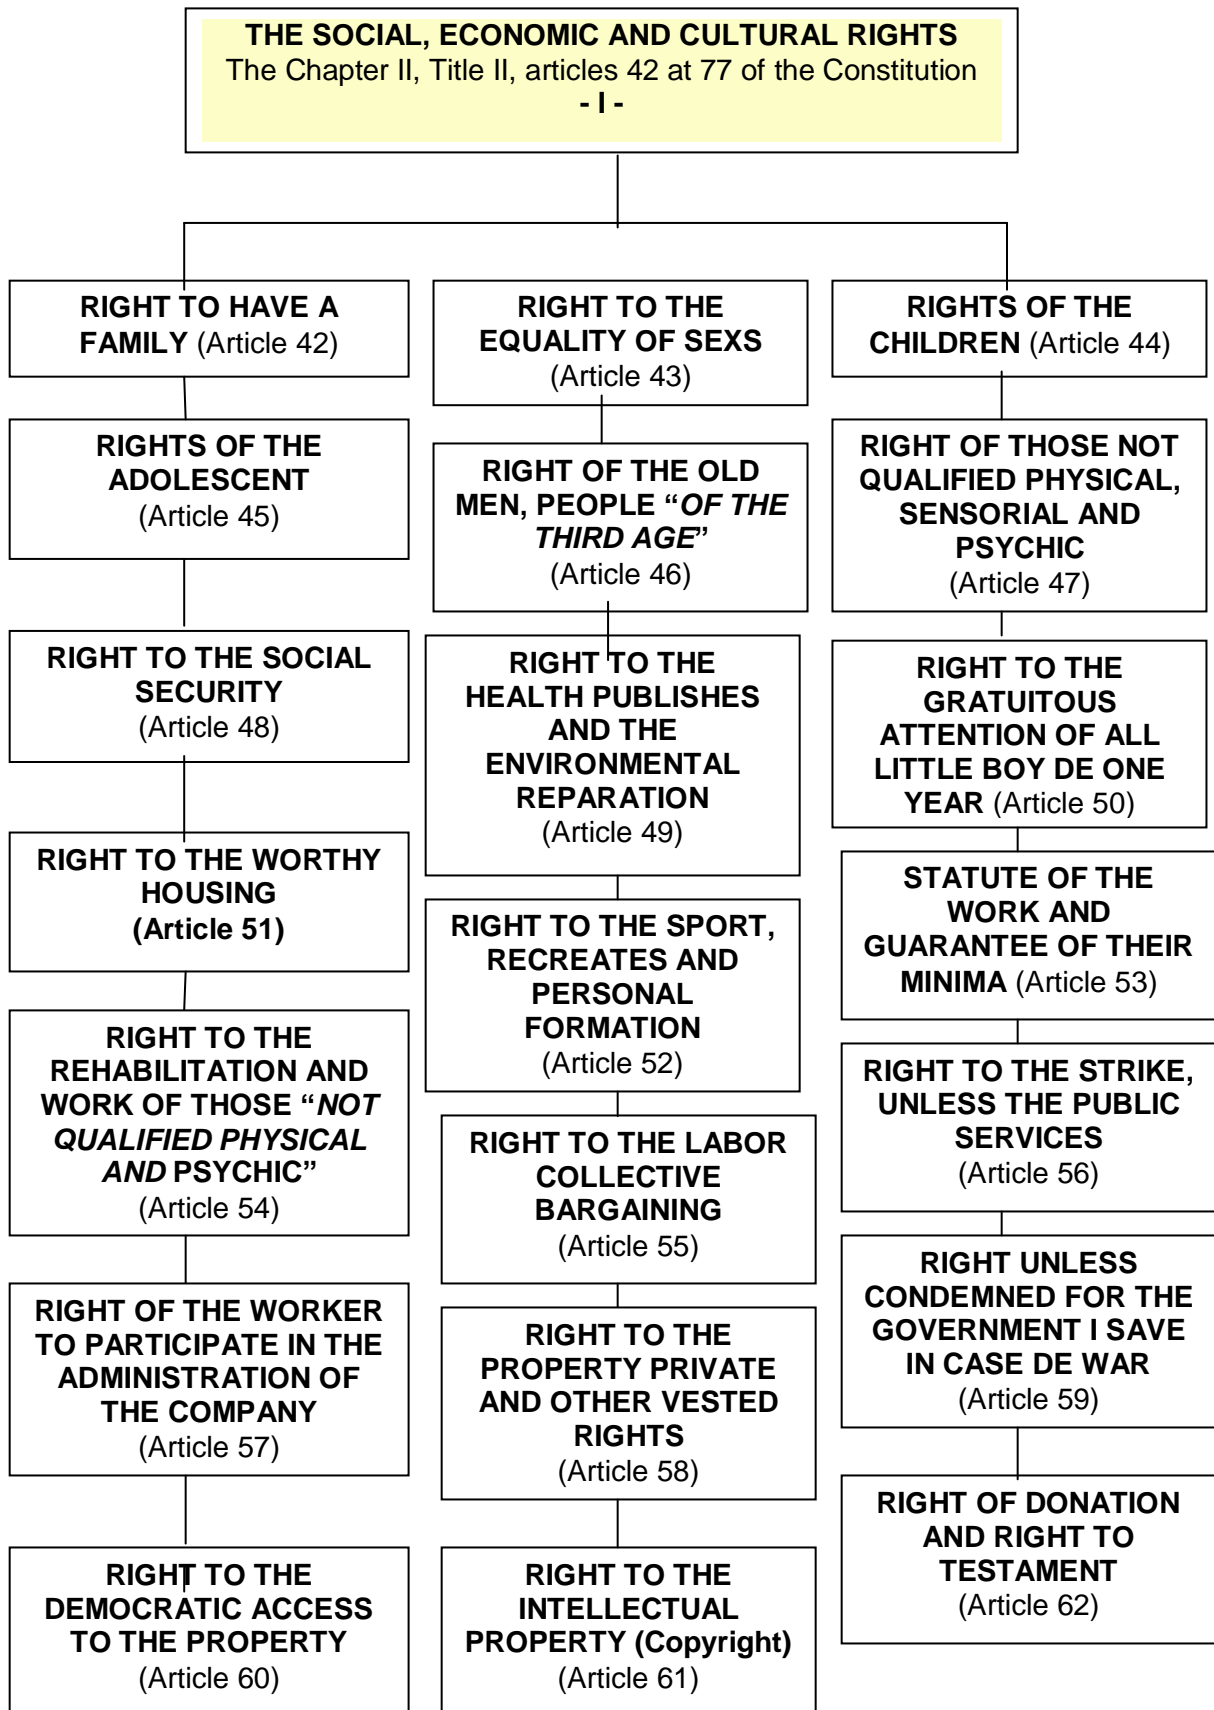 THE SOCIAL, ECONOMIC AND CULTURAL RIGHTS
The Chapter II, Title II, articles 42 at 77 of the Constitution
- I -
RIGHT TO HAVE A
FAMILY (Article 42)
RIGHT TO THE
EQUALITY OF SEXS
(Article 43)
RIGHTS OF THE
CHILDREN (Article 44)
RIGHTS OF THE
ADOLESCENT
(Article 45)
RIGHT OF THE OLD
MEN, PEOPLE “OF THE
THIRD AGE”
(Article 46)
RIGHT OF THOSE NOT
QUALIFIED PHYSICAL,
SENSORIAL AND
PSYCHIC
(Article 47)
RIGHT TO THE SOCIAL
SECURITY
(Article 48)
RIGHT TO THE
HEALTH PUBLISHES
AND THE
ENVIRONMENTAL
REPARATION
(Article 49)
RIGHT TO THE
GRATUITOUS
ATTENTION OF ALL
LITTLE BOY DE ONE
YEAR (Article 50)
RIGHT TO THE WORTHY
HOUSING
(Article 51)
RIGHT TO THE SPORT,
RECREATES AND
PERSONAL
FORMATION
(Article 52)
STATUTE OF THE
WORK AND
GUARANTEE OF THEIR
MINIMA (Article 53)
RIGHT TO THE
REHABILITATION AND
WORK OF THOSE “NOT
QUALIFIED PHYSICAL
AND PSYCHIC”
(Article 54)
RIGHT TO THE LABOR
COLLECTIVE
BARGAINING
(Article 55)
RIGHT TO THE STRIKE,
UNLESS THE PUBLIC
SERVICES
(Article 56)
RIGHT OF THE WORKER
TO PARTICIPATE IN THE
ADMINISTRATION OF
THE COMPANY
(Article 57)
RIGHT TO THE
PROPERTY PRIVATE
AND OTHER VESTED
RIGHTS
(Article 58)
RIGHT UNLESS
CONDEMNED FOR THE
GOVERNMENT I SAVE
IN CASE DE WAR
(Article 59)
RIGHT TO THE
DEMOCRATIC ACCESS
TO THE PROPERTY
(Article 60)
RIGHT TO THE
INTELLECTUAL
PROPERTY (Copyright)
(Article 61)
RIGHT OF DONATION
AND RIGHT TO
TESTAMENT
(Article 62)